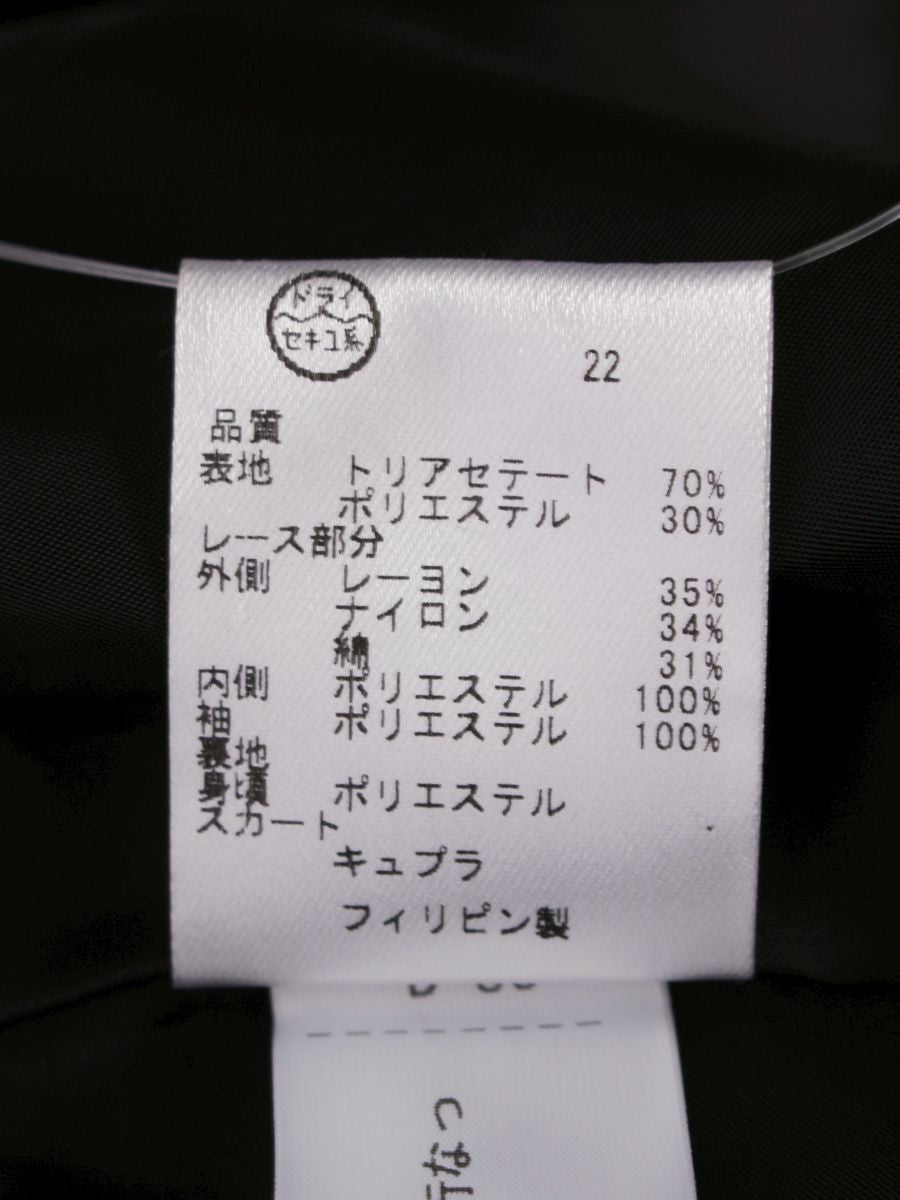 ドライ
セキユ系
22
品質
表地 トリアセテート 70%
ポリエステル 30%
レース部分
外側 レーヨン 35%
ナイロン 34%
綿 31%
内側 ポリエステル 100%
袖 ポリエステル 100%
裏地
身頃 ポリエステル
スカート
キュプラ
フィリピン製